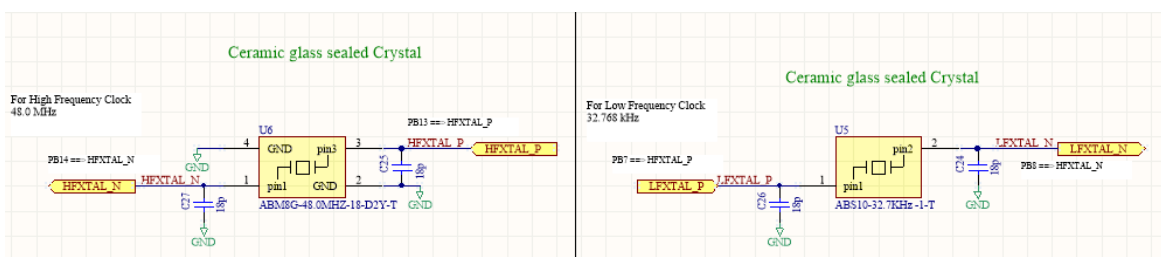 Ceramic glass sealed Crystal
For High Frequency Clock
48.0 MHz
PB13 ==>HFXTAL_P
U6
4
GND
pin3
3
HFXTAL_P
HFXTAL_P
GND
PB14 ==>HFXTAL_N
C25
18p
HFXTAL_N
HFXTAL_N
1
pin1
GND
2
GND
C27
18p
ABM8G-48.0MHZ-18-D2Y-T
GND
Ceramic glass sealed Crystal
For Low Frequency Clock
32.768 kHz
U5
PB7 ==>HFXTAL_P
pin2
2
LFXTAL_N
LFXTAL_N
C24
18p
PB8 ==>HFXTAL_N
LFXTAL_P
LFXTAL_P
1
pin1
C26
18p
ABS10-32.7KHz -1-T
GND
GND